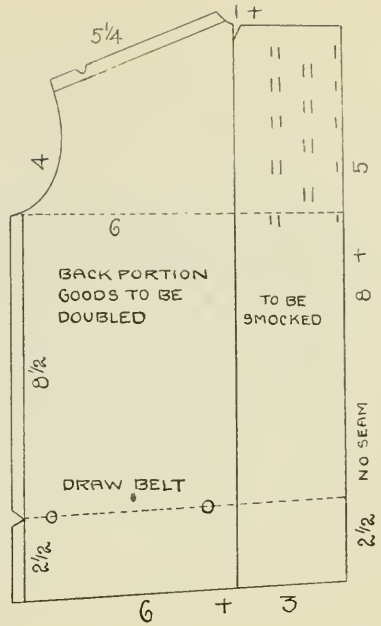 1+
5¼
4
5
6
+
BACK PORTION
GOODS TO BE
DOUBLED
TO BE
SMOCKED
8
8½
NO SEAM
DRAW BELT
2½
2½
6 + 3